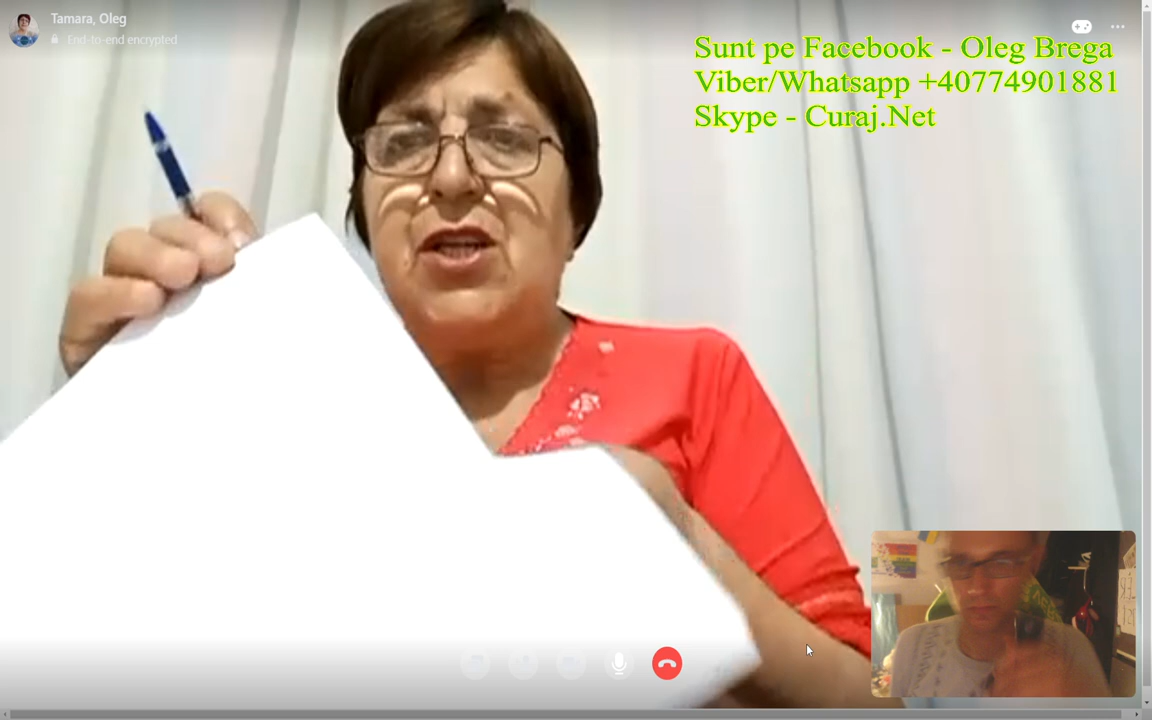 Tamara, Oleg
End-to-end encrypted
Sunt pe Facebook - Oleg Brega
Viber/Whatsapp +40774901881
Skype - Curaj.Net